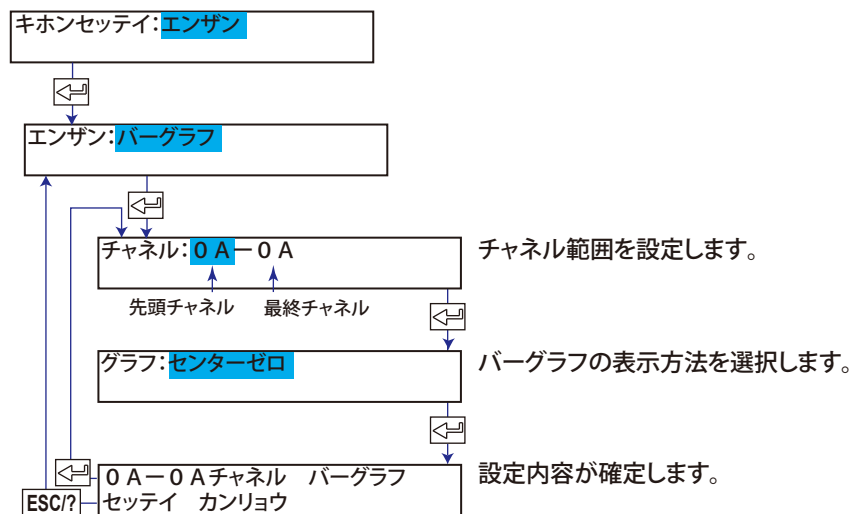 キホンセッテイ:エンザン
エンザン:バーグラフ
チャネル:0A-0A
チャネル範囲を設定します。
先頭チャネル 最終チャネル
グラフ:センターゼロ
バーグラフの表示方法を選択します。
0A-0Aチャネル バーグラフ
設定内容が確定します。
ESC/? セッテイ カンリョウ